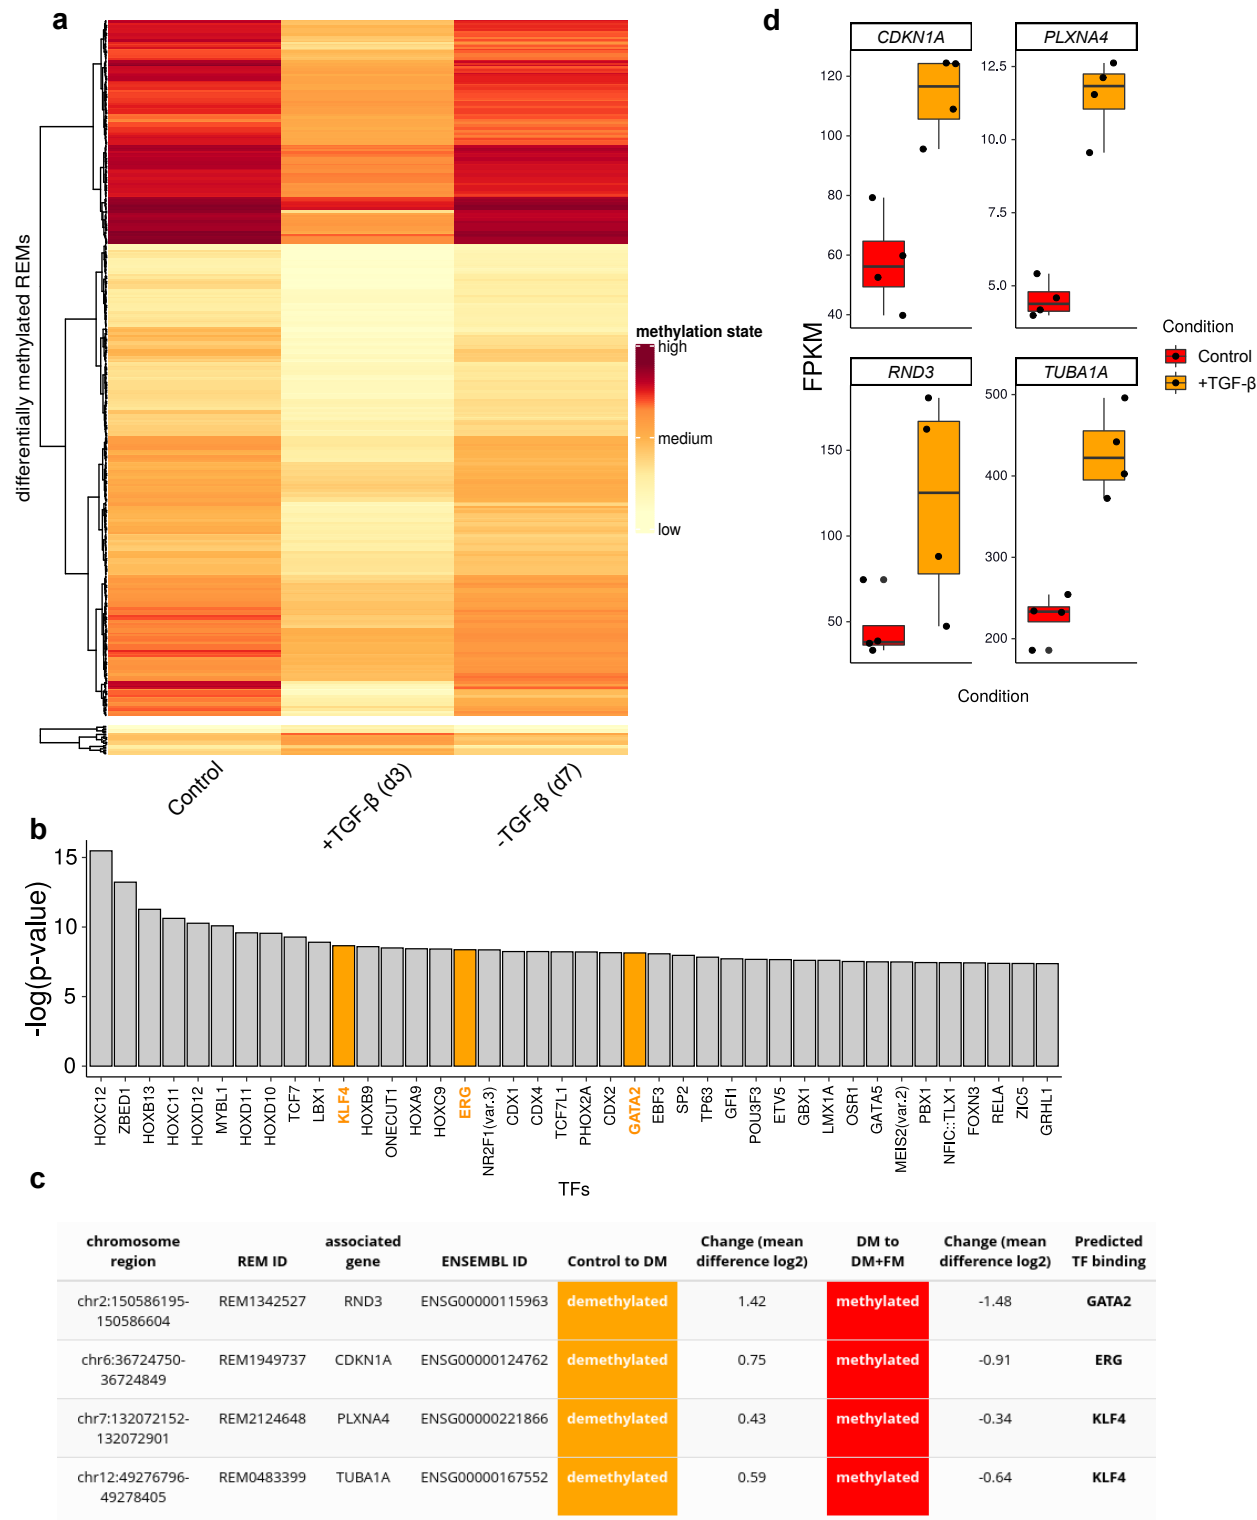 a
differentially methylated REMs
methylation state
high
medium
low
Control
+TGF-β (d3)
-TGF-β (d7)
d
FPKM
CDKN1A
120
100
80
60
40
PLXNA4
12.5
10.0
7.5
5.0
RND3
150
100
50
TUBA1A
500
400
300
200
Condition
Condition
Control
+TGF-β
b
-log(p-value)
15
10
5
0
HOXC12
ZBED1
HOXB13
HOXC11
HOXD12
MYBL1
HOXD11
HOXD10
TCF7
LBX1
KLF4
HOXB9
ONECUT1
HOXA9
HOXC9
ERG
NR2F1(var.3)
CDX1
CDX4
TCF7L1
PHOX2A
CDX2
GATA2
EBF3
SP2
TP63
GFI1
POU3F3
ETV5
GBX1
LMX1A
OSR1
GATA5
MEIS2(var.2)
PBX1
NFIC::TLX1
FOXN3
RELA
ZIC5
GRHL1
TFs
c
chromosome region REM ID associated gene ENSEMBL ID Control to DM Change (mean difference log2) DM to DM+FM Change (mean difference log2) Predicted TF binding
chr2:150586195-150586604 REM1342527 RND3 ENSG00000115963 demethylated 1.42 methylated -1.48 GATA2
chr6:36724750-36724849 REM1949737 CDKN1A ENSG00000124762 demethylated 0.75 methylated -0.91 ERG
chr7:132072152-132072901 REM2124648 PLXNA4 ENSG00000221866 demethylated 0.43 methylated -0.34 KLF4
chr12:49276796-49278405 REM0483399 TUBA1A ENSG00000167552 demethylated 0.59 methylated -0.64 KLF4